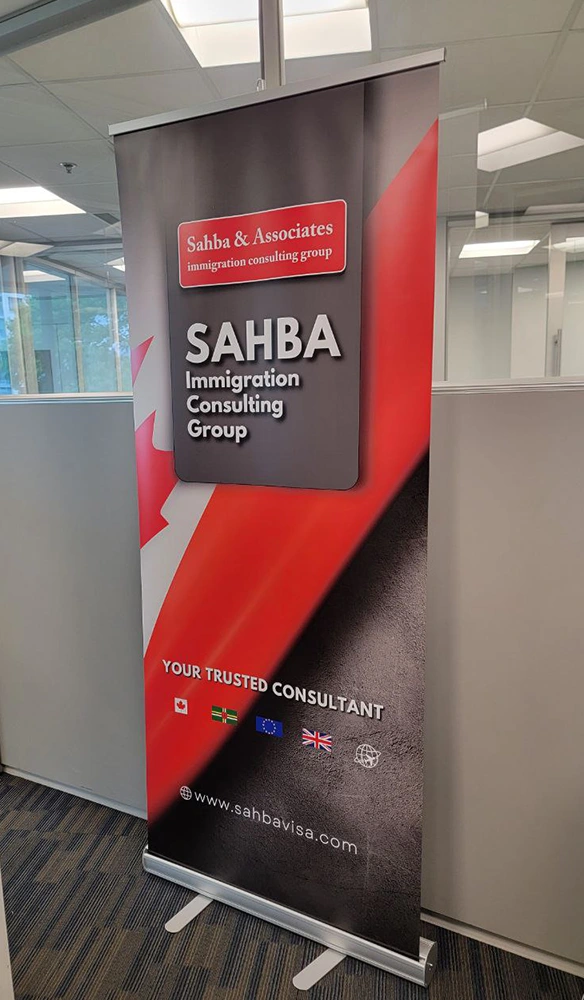 Sahba & Associates
immigration consulting group
SAHBA
Immigration
Consulting
Group
YOUR TRUSTED CONSULTANT
www.sahbavisa.com